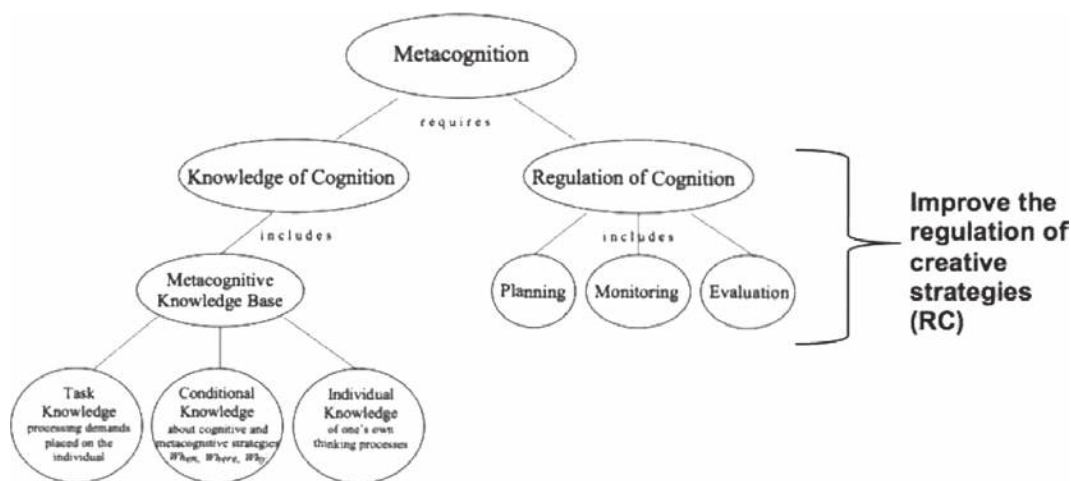 Metacognition
requires
Knowledge of Cognition
Regulation of Cognition
includes
includes
Metacognitive
Knowledge Base
Planning
Monitoring
Evaluation
Improve the
regulation of
creative
strategies
(RC)
Task
Knowledge
processing demands
placed on the
individual
Conditional
Knowledge
about cognitive and
metacognitive strategies
When, Where, Why
Individual
Knowledge
of one's own
thinking processes